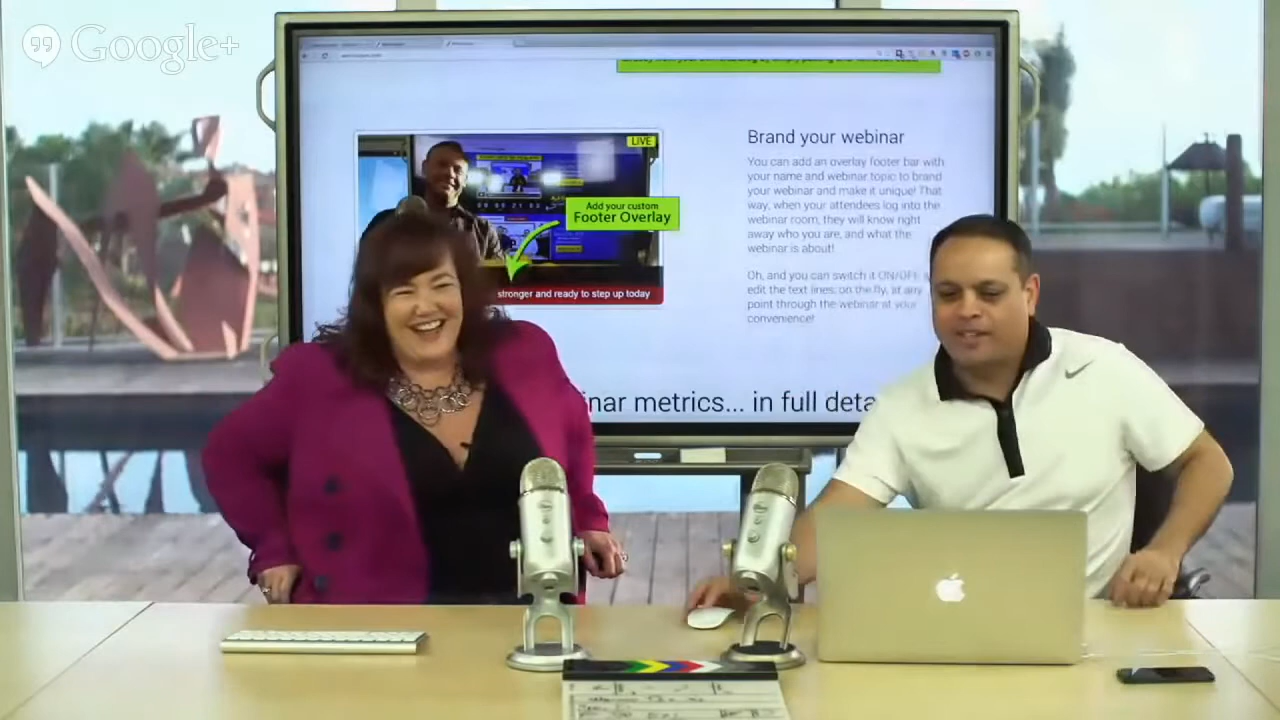 Google+
Brand your webinar
You can add an overlay footer bar with
your name and webinar topic to brand
your webinar and make it unique! That
way, when your attendees log into the
webinar room, they will know right
away who you are, and what the
webinar is about!
Oh, and you can switch it ON/OFF,
edit the text lines, on the fly, at any
point through the webinar at your
convenience!
LIVE
Add your custom
Footer Overlay
stronger and ready to step up today
metrics... in full